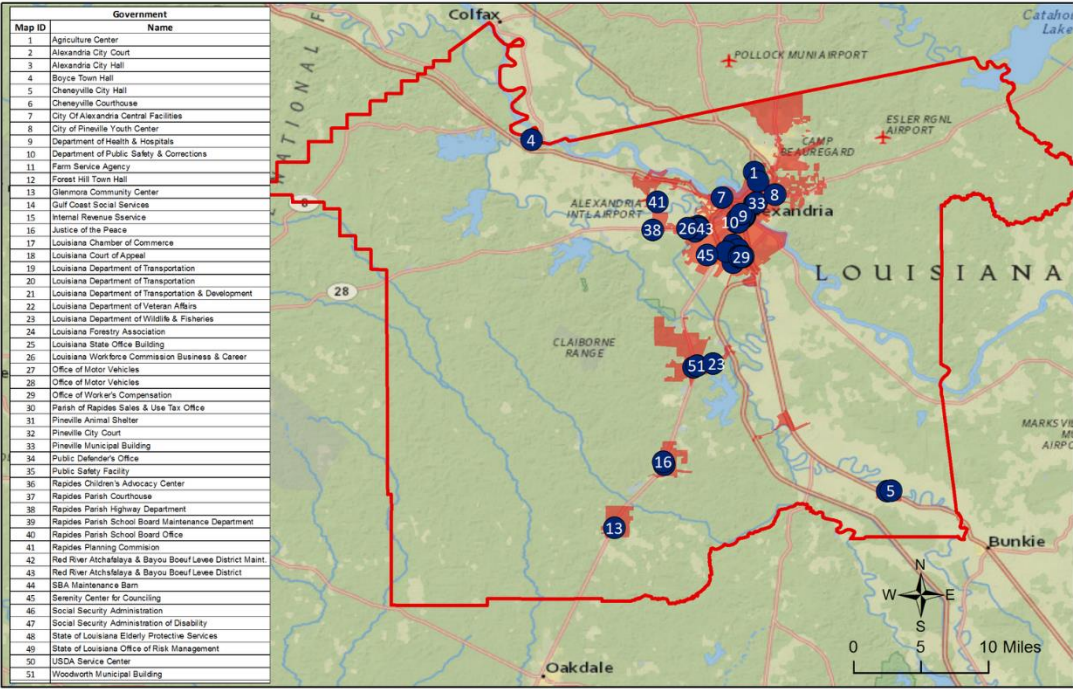 Government
Map ID Name
1 Agriculture Center
2 Alexandria City Court
3 Alexandria City Hall
4 Boyce Town Hall
5 Cheneyville City Hall
6 Cheneyville Courthouse
7 City Of Alexandria Central Facilities
8 City of Pineville Youth Center
9 Department of Health & Hospitals
10 Department of Public Safety & Corrections
11 Farm Service Agency
12 Forest Hill Town Hall
13 Glenmora Community Center
14 Gulf Coast Social Services
15 Internal Revenue Sservice
16 Justice of the Peace
17 Louisiana Chamber of Commerce
18 Louisiana Court of Appeal
19 Louisiana Department of Transportation
20 Louisiana Department of Transportation
21 Louisiana Department of Transportation & Development
22 Louisiana Department of Veteran Affairs
23 Louisiana Department of Wildlife & Fisheries
24 Louisiana Forestry Association
25 Louisiana State Office Building
26 Louisiana Workforce Commission Business & Career
27 Office of Motor Vehicles
28 Office of Motor Vehicles
29 Office of Worker's Compensation
30 Parish of Rapides Sales & Use Tax Office
31 Pineville Animal Shelter
32 Pineville City Court
33 Pineville Municipal Building
34 Public Defender's Office
35 Public Safety Facility
36 Rapides Children's Advocacy Center
37 Rapides Parish Courthouse
38 Rapides Parish Highway Department
39 Rapides Parish School Board Maintenance Department
40 Rapides Parish School Board Office
41 Rapides Planning Commision
42 Red River Atchafalaya & Bayou Boeuf Levee District Maint.
43 Red River Atchsfalaya & Bayou Boeuf Levee District
44 SBA Maintenance Barn
45 Serenity Center for Counciling
46 Social Security Administration
47 Social Security Administration of Disability
48 State of Louisiana Elderly Protective Services
49 State of Louisiana Office of Risk Management
50 USDA Service Center
51 Woodworth Municipal Building
Colfax
Catahou
Lake
NATIONAL F
POLLOCK MUNI AIRPORT
ESLER RGNL
AIRPORT
CAMP
BEAUREGARD
4
1
8
7
33
41
ALEXANDRIA
INTL AIRPORT
10 9
exandria
38
26 43
45
29
8
28
LOUISIANA
CLAIBORNE
RANGE
51 23
16
13
5
MARKSVIL
MU
AIRPO
Bunkie
Oakdale
N
W E
S
0 5 10 Miles